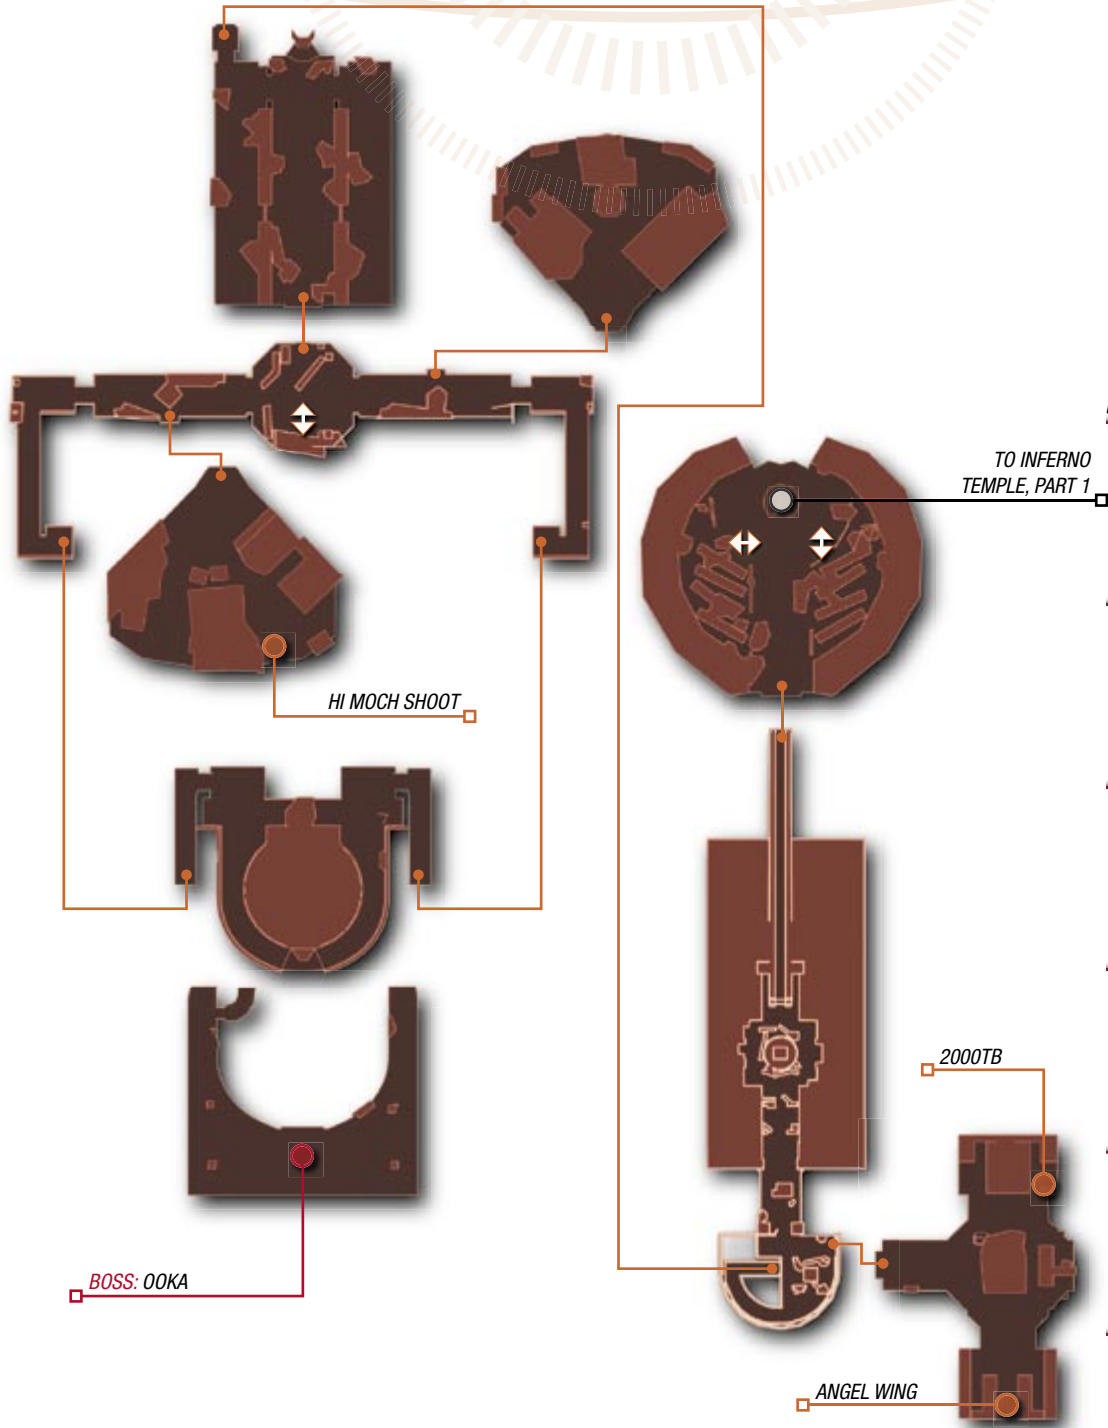 TO INFERNO
TEMPLE, PART 1
HI MOCH SHOOT
2000TB
BOSS: OOKA
ANGEL WING